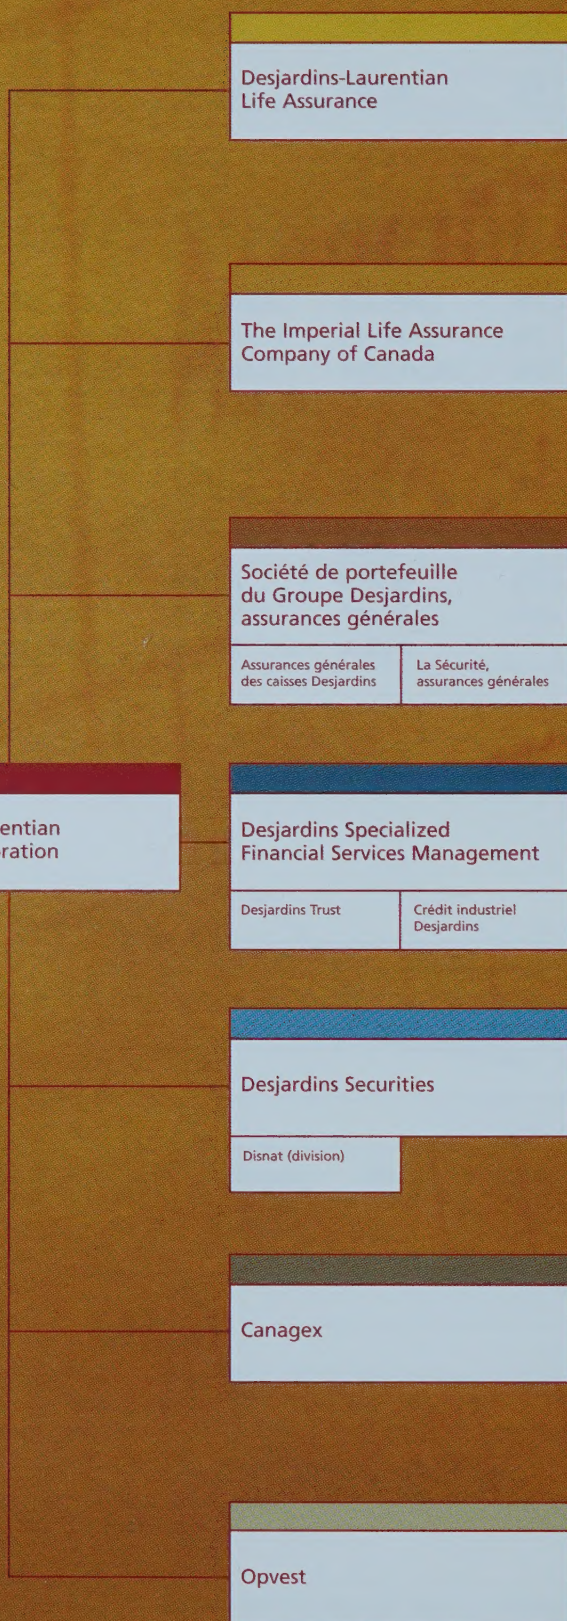 Desjardins-Laurentian
Life Assurance
The Imperial Life Assurance
Company of Canada
Société de portefeuille
du Groupe Desjardins,
assurances générales
Assurances générales
des caisses Desjardins
La Sécurité,
assurances générales
entian
ration
Desjardins Specialized
Financial Services Management
Desjardins Trust
Crédit industriel
Desjardins
Desjardins Securities
Disnat (division)
Canagex
Opvest